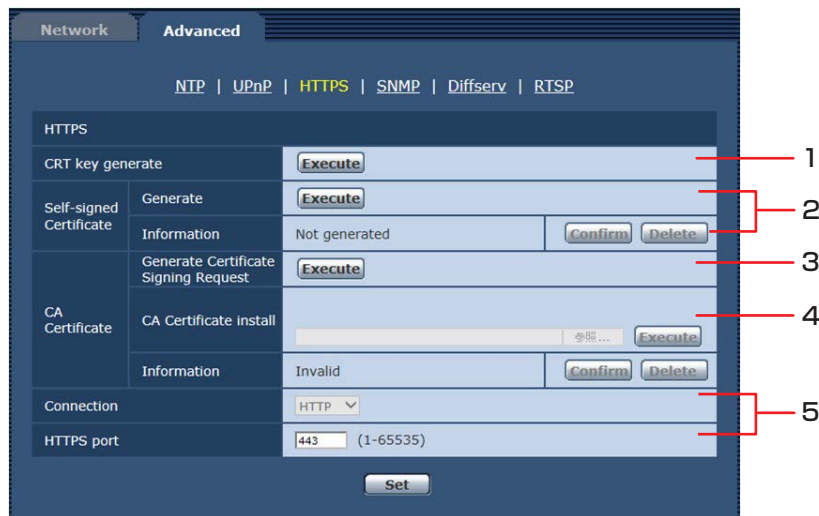 Network Advanced
NTP | UPnP | HTTPS | SNMP | Diffserv | RTSP
HTTPS
CRT key generate Execute 1
Self-signed Certificate
Generate Execute
2
Information Not generated Confirm Delete
CA Certificate
Generate Certificate Signing Request Execute 3
CA Certificate install 参照... Execute 4
Information Invalid Confirm Delete
Connection HTTP
5
HTTPS port 443 (1-65535)
Set